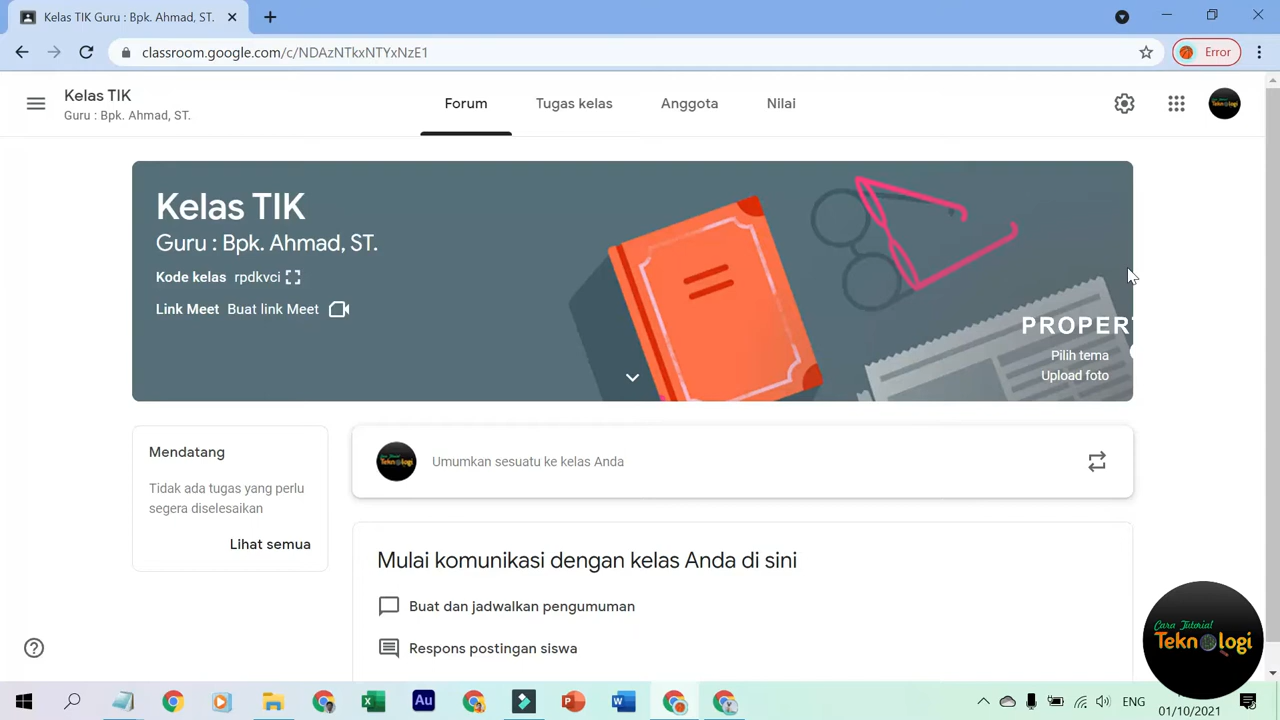 Kelas TIK Guru : Bpk. Ahmad, ST.
classroom.google.com/c/NDAzNTkxNTYxNzE1
Error
Kelas TIK
Guru : Bpk. Ahmad, ST.
Forum
Tugas kelas
Anggota
Nilai
Kelas TIK
Guru : Bpk. Ahmad, ST.
Kode kelas rpdkvci
Link Meet Buat link Meet
PROPER
Pilih tema
Upload foto
Mendatang
Tidak ada tugas yang perlu
segera diselesaikan
Lihat semua
Umumkan sesuatu ke kelas Anda
Mulai komunikasi dengan kelas Anda di sini
Buat dan jadwalkan pengumuman
Respons postingan siswa
Cara Tutorial
Teknologi
Au
ENG
01/10/2021